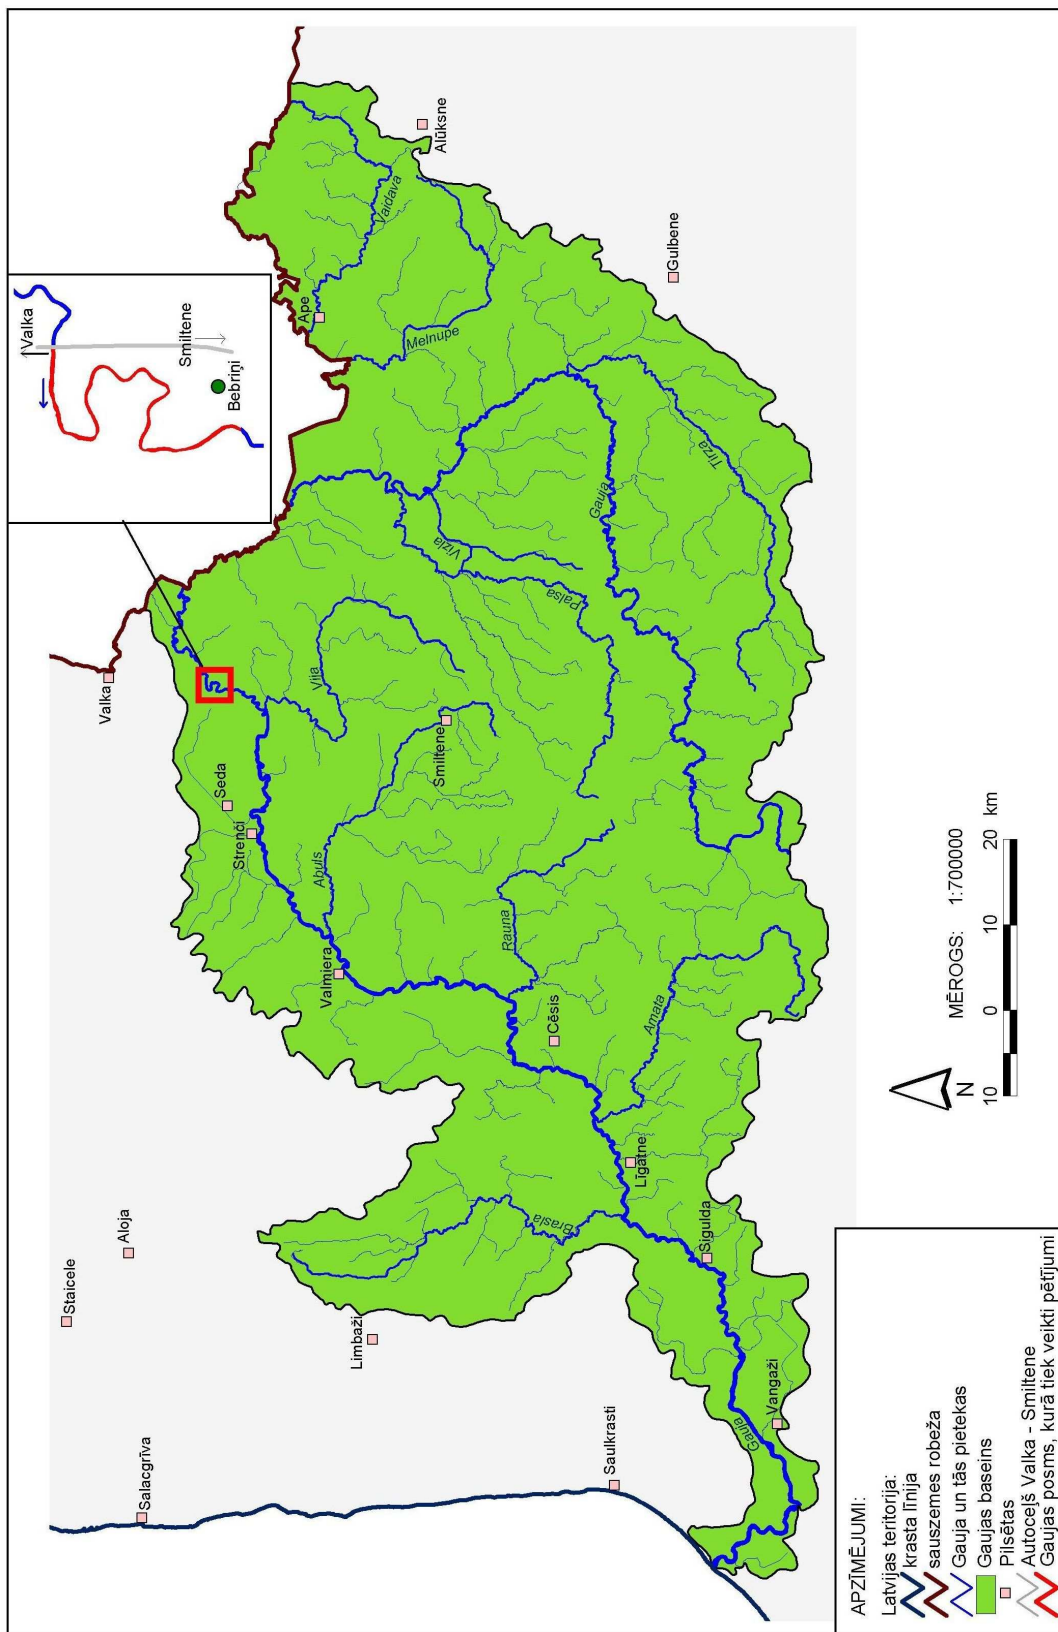 Valka
Smiltene
Bebriņi
Valka
Seda
Strenči
Valmiera
Abuls
Vija
Smiltene
Ape
Vaidava
Alūksne
Melnupe
Gulbene
Vizla
Palsa
Gauja
Tirza
Rauna
Cēsis
Amata
Līgatne
Brasla
Sigulda
Vangaži
Gauja
Staicele
Aloja
Limbaži
Salacgrīva
Saulkrasti
N
MĒROGS: 1:700000
10 0 10 20 km
APZĪMĒJUMI:
Latvijas teritorija:
krasta līnija
sauszemes robeža
Gauja un tās pietekas
Gaujas baseins
Pilsētas
Autoceļš Valka - Smiltene
Gaujas posms, kurā tiek veikti pētījumi